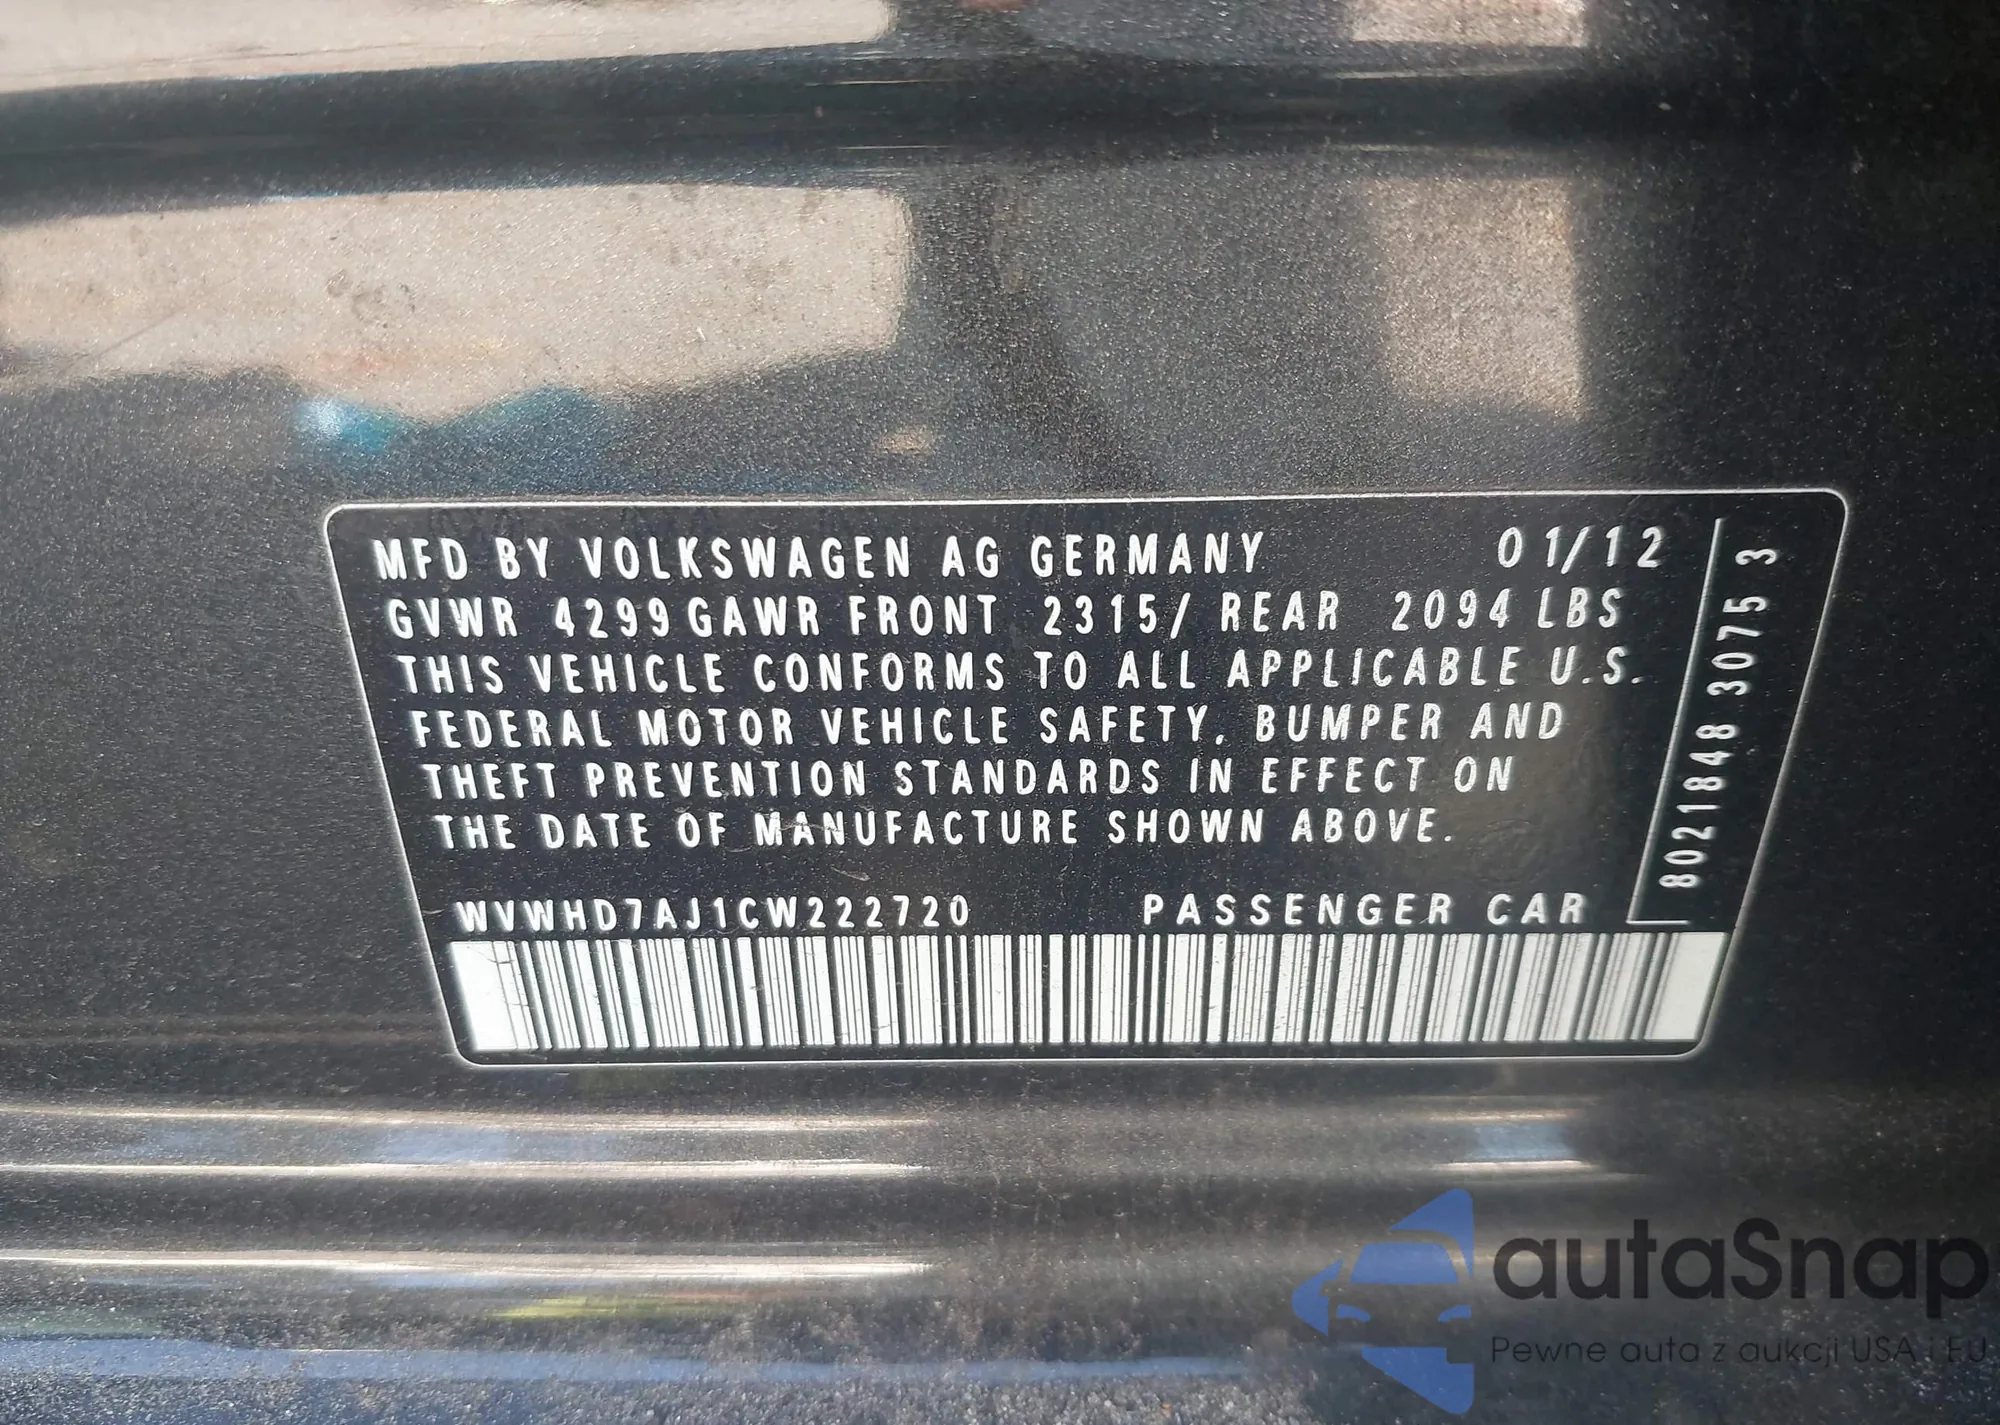 MFD BY VOLKSWAGEN AG GERMANY 01/12
GVWR 4299 GAWR FRONT 2315/ REAR 2094 LBS
THIS VEHICLE CONFORMS TO ALL APPLICABLE U.S.
FEDERAL MOTOR VEHICLE SAFETY, BUMPER AND
THEFT PREVENTION STANDARDS IN EFFECT ON
THE DATE OF MANUFACTURE SHOWN ABOVE.
WVWHD7AJ1CW222720 PASSENGER CAR
8021848 3075 3
autaSnap
Pewne auta z aukcji USA i EU